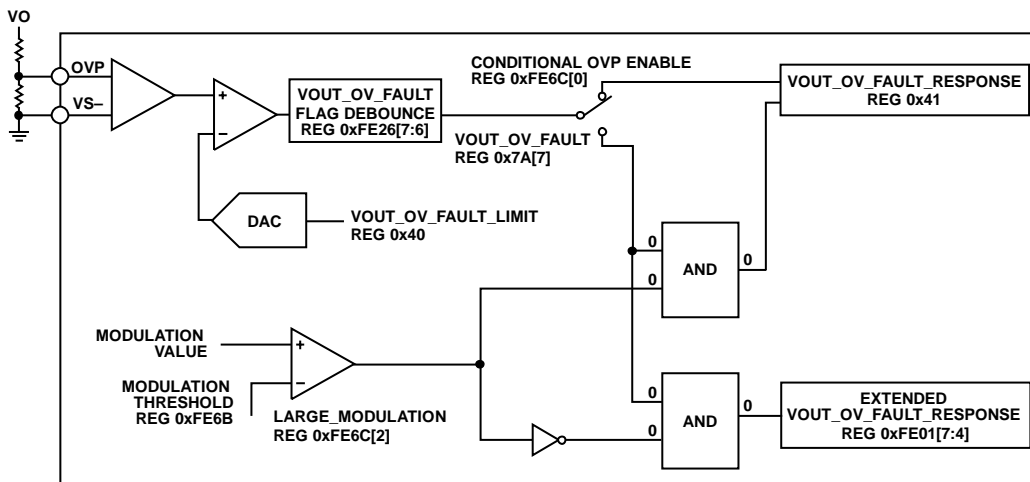 VO
OVP
VS–
+
–
VOUT_OV_FAULT
FLAG DEBOUNCE
REG 0xFE26[7:6]
CONDITIONAL OVP ENABLE
REG 0xFE6C[0]
VOUT_OV_FAULT
REG 0x7A[7]
VOUT_OV_FAULT_RESPONSE
REG 0x41
DAC
VOUT_OV_FAULT_LIMIT
REG 0x40
0
0
AND
0
MODULATION
VALUE
+
–
MODULATION
THRESHOLD
REG 0xFE6B
LARGE_MODULATION
REG 0xFE6C[2]
0
0
AND
0
EXTENDED
VOUT_OV_FAULT_RESPONSE
REG 0xFE01[7:4]